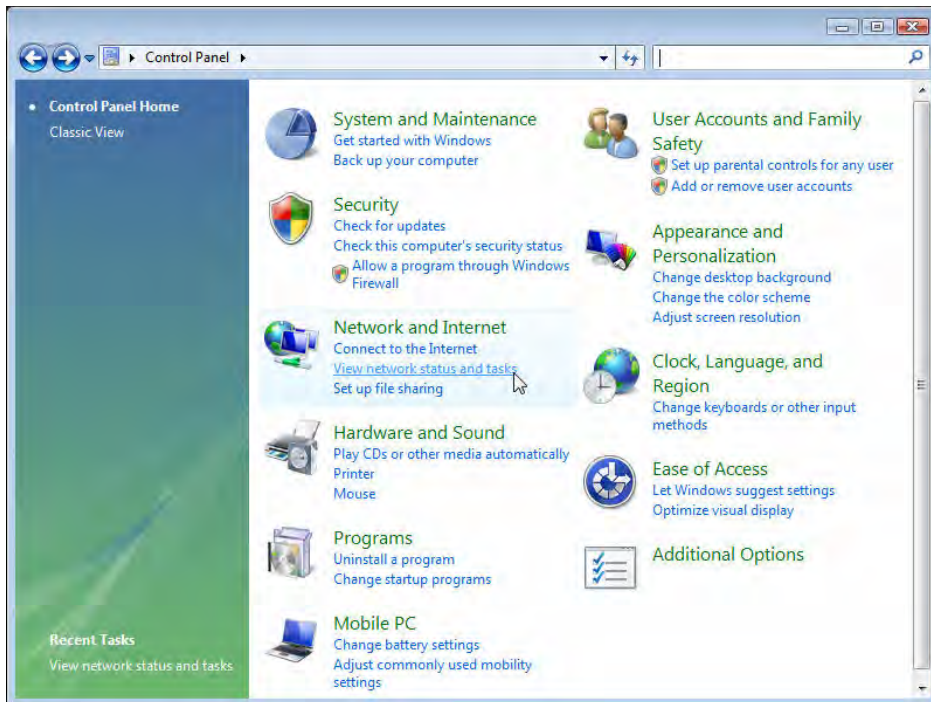 Control Panel
Control Panel Home
Classic View
System and Maintenance
Get started with Windows
Back up your computer
Security
Check for updates
Check this computer's security status
Allow a program through Windows
Firewall
Network and Internet
Connect to the Internet
View network status and tasks
Set up file sharing
Hardware and Sound
Play CDs or other media automatically
Printer
Mouse
Programs
Uninstall a program
Change startup programs
Mobile PC
Change battery settings
Adjust commonly used mobility
settings
User Accounts and Family
Safety
Set up parental controls for any user
Add or remove user accounts
Appearance and
Personalization
Change desktop background
Change the color scheme
Adjust screen resolution
Clock, Language, and
Region
Change keyboards or other input
methods
Ease of Access
Let Windows suggest settings
Optimize visual display
Additional Options
Recent Tasks
View network status and tasks